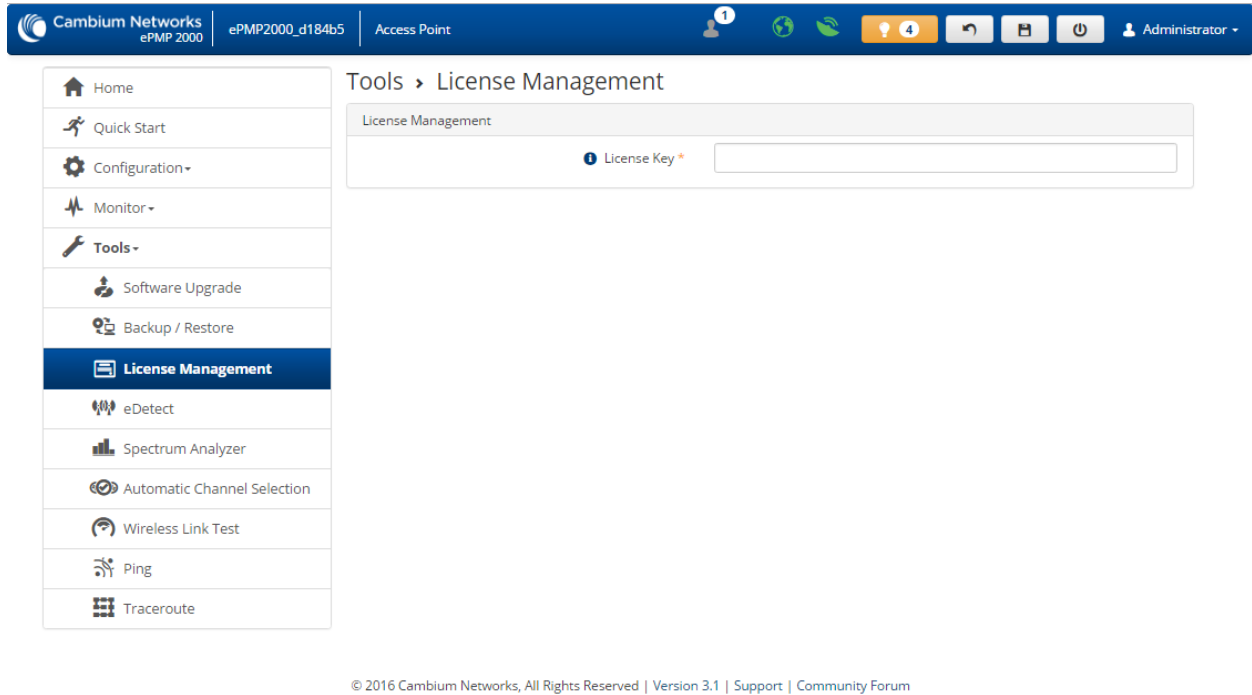 Cambium Networks
ePMP 2000
ePMP2000_d184b5
Access Point
1
4
Administrator
Home
Quick Start
Configuration
Monitor
Tools
Software Upgrade
Backup / Restore
License Management
eDetect
Spectrum Analyzer
Automatic Channel Selection
Wireless Link Test
Ping
Traceroute
Tools › License Management
License Management
License Key *
© 2016 Cambium Networks, All Rights Reserved | Version 3.1 | Support | Community Forum